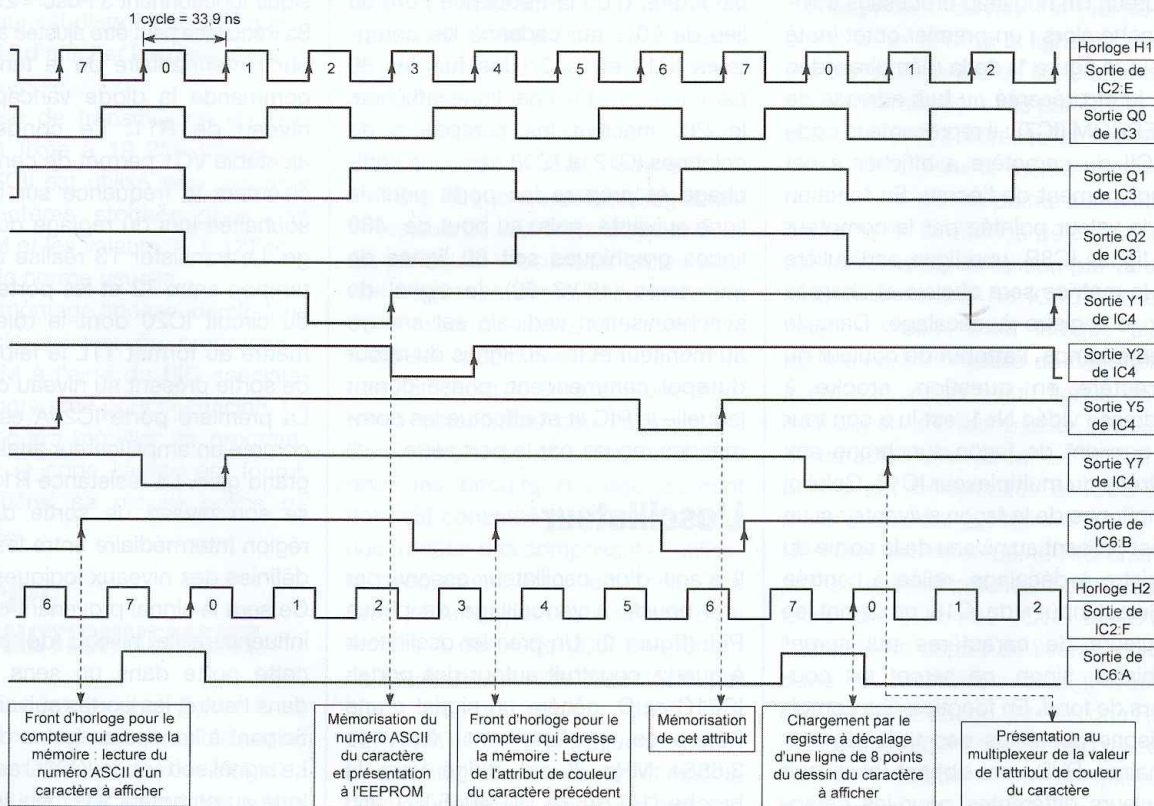 1 cycle = 33,9 ns
7 0 1 2 3 4 5 6 7 0 1 2
Horloge H1
Sortie de
IC2:E
Sortie Q0
de IC3
Sortie Q1
de IC3
Sortie Q2
de IC3
Sortie Y1
de IC4
Sortie Y2
de IC4
Sortie Y5
de IC4
Sortie Y7
de IC4
Sortie de
IC6:B
6 7 0 1 2 3 4 5 6 7 0 1 2
Horloge H2
Sortie de
IC2:F
Sortie de
IC6:A
Front d'horloge pour le
compteur qui adresse la
mémoire : lecture du
numéro ASCII d'un
caractère à afficher
Mémorisation du
numéro ASCII
du caractère
et présentation
à l'EEPROM
Front d'horloge pour le
compteur qui adresse
la mémoire : Lecture
de l'attribut de couleur
du caractère précédent
Mémorisation
de cet attribut
Chargement par le
registre à décalage
d'une ligne de 8 points
du dessin du caractère
à afficher
Présentation au
multiplexeur de la valeur
de l'attribut de couleur
du caractère